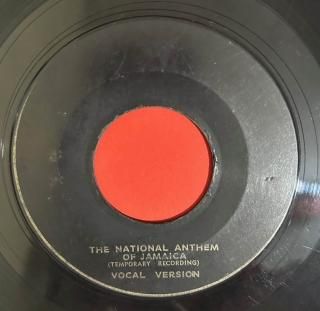 THE NATIONAL ANTHEM
OF JAMAICA
(TEMPORARY RECORDING)
VOCAL VERSION